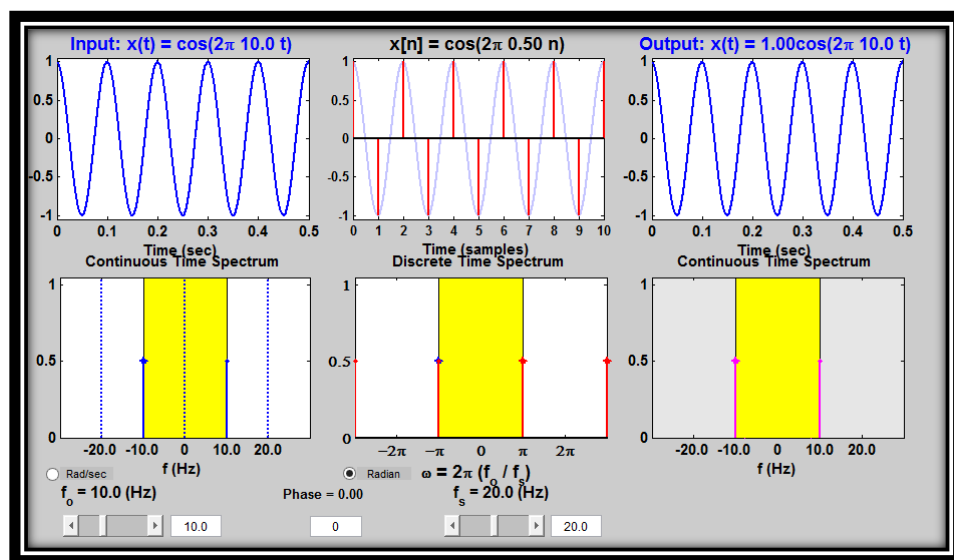 Input: x(t) = cos(2π 10.0 t)
x[n] = cos(2π 0.50 n)
Output: x(t) = 1.00cos(2π 10.0 t)
1
0.5
0
-0.5
-1
0 0.1 0.2 0.3 0.4 0.5
Time (sec)
1
0.5
0
-0.5
-1
0 1 2 3 4 5 6 7 8 9 10
Time (samples)
1
0.5
0
-0.5
-1
0 0.1 0.2 0.3 0.4 0.5
Time (sec)
Continuous Time Spectrum
1
0.5
0
-20.0 -10.0 0 10.0 20.0
f (Hz)
Discrete Time Spectrum
1
0.5
0
−2π −π 0 π 2π
ω = 2π (f_o / f_s)
Continuous Time Spectrum
1
0.5
0
-20.0 -10.0 0 10.0 20.0
f (Hz)
Rad/sec
Radian
f_o = 10.0 (Hz)
Phase = 0.00
f_s = 20.0 (Hz)
10.0
0
20.0